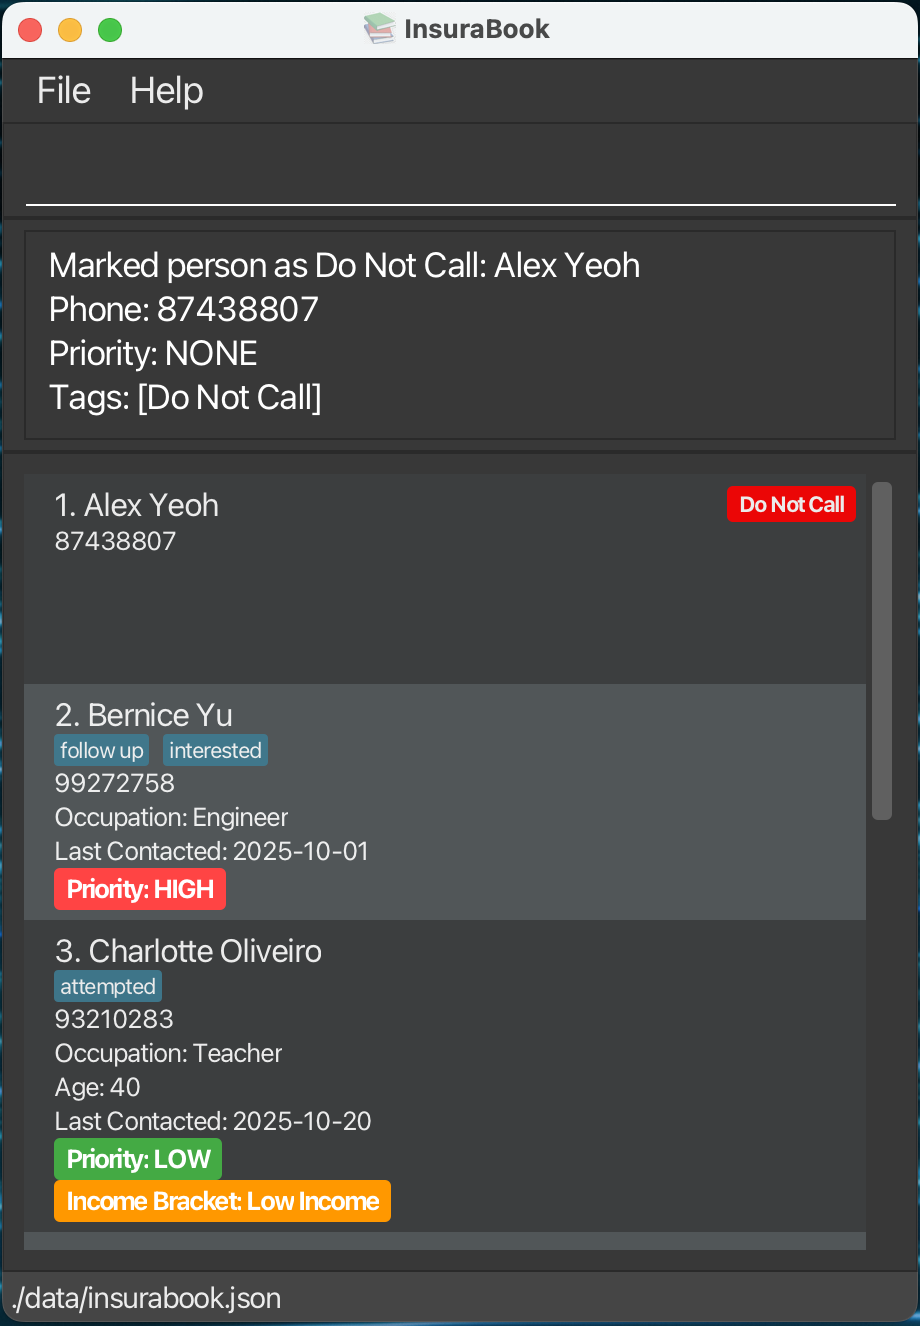 InsuraBook
File Help
Marked person as Do Not Call: Alex Yeoh
Phone: 87438807
Priority: NONE
Tags: [Do Not Call]
1. Alex Yeoh
Do Not Call
87438807
2. Bernice Yu
follow up interested
99272758
Occupation: Engineer
Last Contacted: 2025-10-01
Priority: HIGH
3. Charlotte Oliveiro
attempted
93210283
Occupation: Teacher
Age: 40
Last Contacted: 2025-10-20
Priority: LOW
Income Bracket: Low Income
./data/insurabook.json